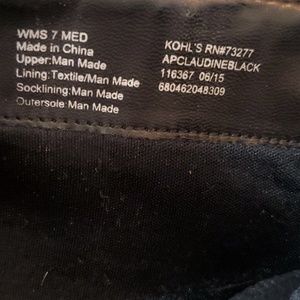 WMS 7 MED
Made in China
Upper:Man Made
Lining:Textile/Man Made
Socklining:Man Made
Outersole:Man Made
KOHL'S RN#73277
APCLAUDINEBLACK
116367 06/15
680462048309